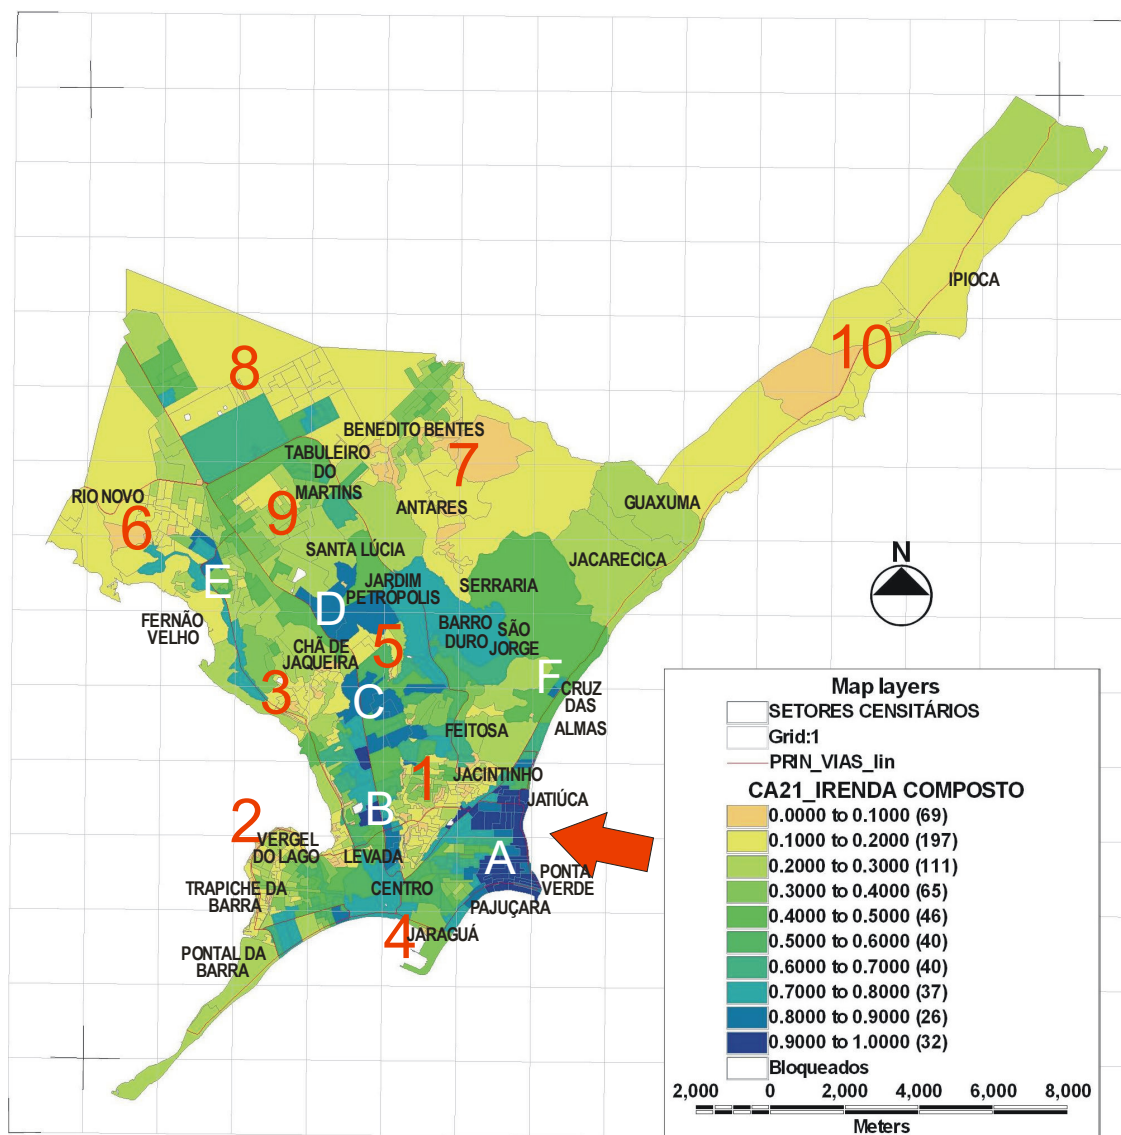 IPIOCA
10
8
BENEDITO BENTES
7
TABULEIRO
DO
MARTINS
RIO NOVO
6
9
ANTARES
GUAXUMA
N
SANTA LÚCIA
JACARECICA
E
D
JARDIM
PETRÓPOLIS
SERRARIA
FERNÃO
VELHO
BARRO
DURO
SÃO
JORGE
CHÃ DE
JAQUEIRA
5
3
C
F
CRUZ
DAS
ALMAS
FEITOSA
1
JACINTINHO
JATIÚCA
B
2
VERGEL
DO LAGO
LEVADA
A
PONTA
VERDE
TRAPICHE DA
BARRA
CENTRO
PAJUÇARA
4
JARAGUÁ
PONTAL DA
BARRA
Map layers
SETORES CENSITÁRIOS
Grid:1
PRIN_VIAS_lin
CA21_IRENDA COMPOSTO
0.0000 to 0.1000 (69)
0.1000 to 0.2000 (197)
0.2000 to 0.3000 (111)
0.3000 to 0.4000 (65)
0.4000 to 0.5000 (46)
0.5000 to 0.6000 (40)
0.6000 to 0.7000 (40)
0.7000 to 0.8000 (37)
0.8000 to 0.9000 (26)
0.9000 to 1.0000 (32)
Bloqueados
2,000 0 2,000 4,000 6,000 8,000
Meters